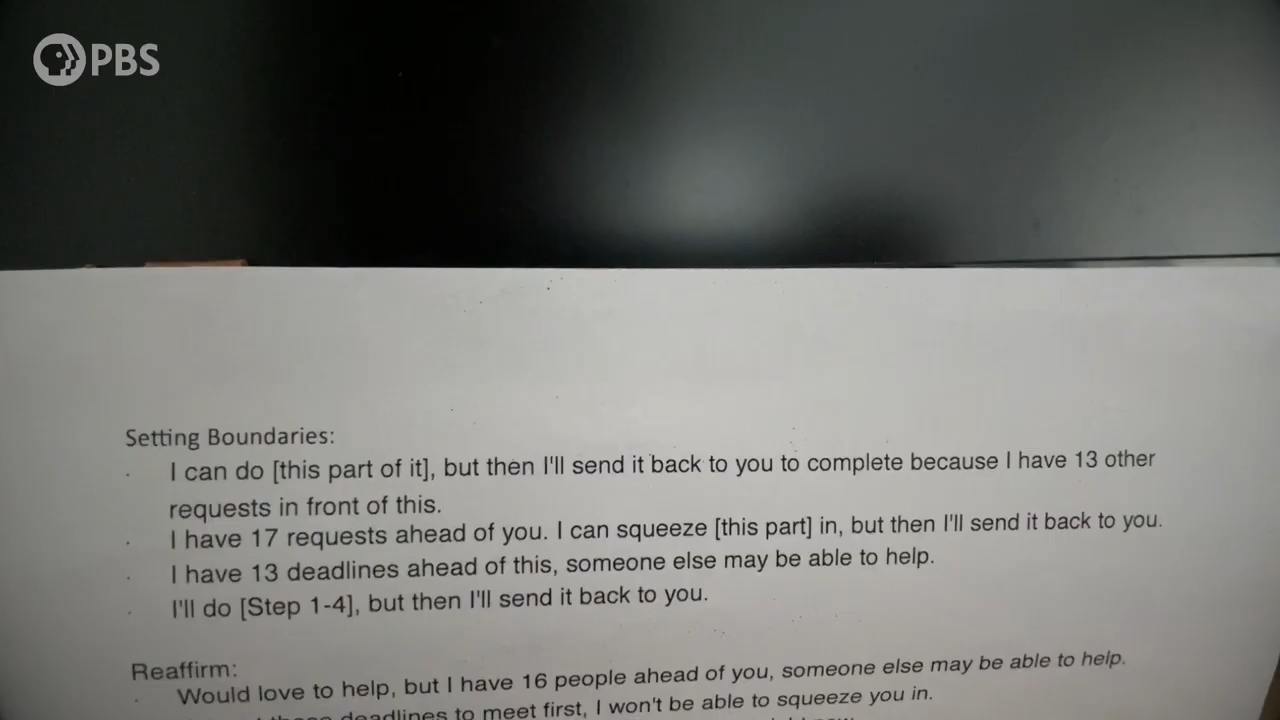 PBS
Setting Boundaries:
· I can do [this part of it], but then I'll send it back to you to complete because I have 13 other
requests in front of this.
· I have 17 requests ahead of you. I can squeeze [this part] in, but then I'll send it back to you.
· I have 13 deadlines ahead of this, someone else may be able to help.
· I'll do [Step 1-4], but then I'll send it back to you.
Reaffirm:
· Would love to help, but I have 16 people ahead of you, someone else may be able to help.
deadlines to meet first, I won't be able to squeeze you in.